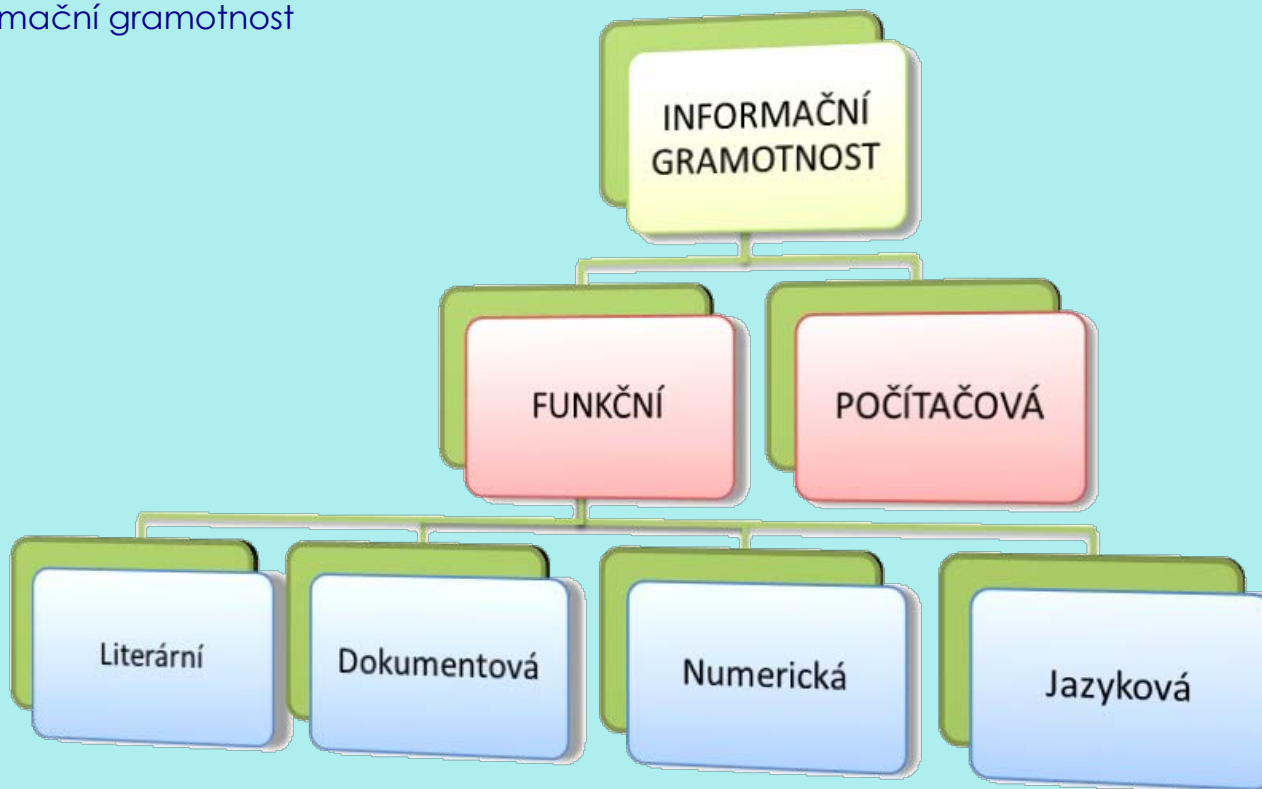 mační gramotnost
INFORMAČNÍ
GRAMOTNOST
FUNKČNÍ
POČÍTAČOVÁ
Literární
Dokumentová
Numerická
Jazyková